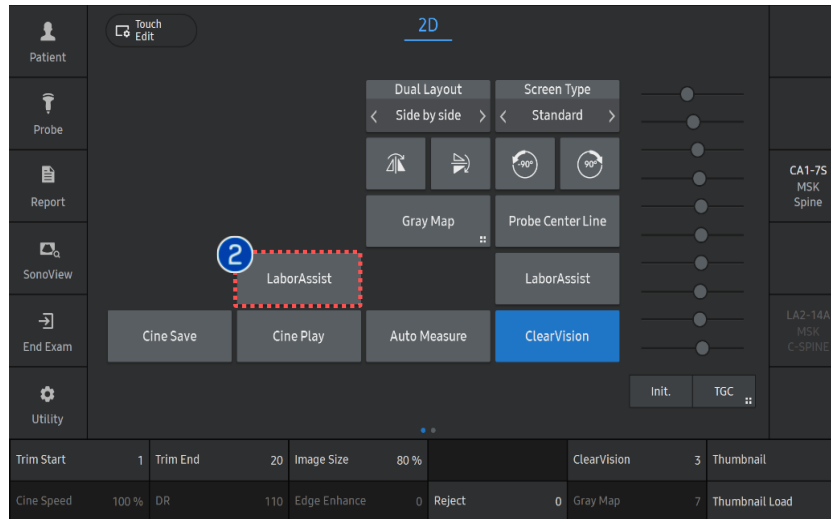 Touch
Edit
2D
Patient
Probe
Report
SonoView
End Exam
Utility
Dual Layout
Screen Type
< Side by side >
< Standard >
-90°
90°
Gray Map
Probe Center Line
2
LaborAssist
LaborAssist
Cine Save
Cine Play
Auto Measure
ClearVision
CA1-7S
MSK
Spine
LA2-14A
MSK
C-SPINE
Init.
TGC
Trim Start 1
Trim End 20
Image Size 80 %
ClearVision 3
Thumbnail
Cine Speed 100 %
DR 110
Edge Enhance 0
Reject 0
Gray Map 7
Thumbnail Load